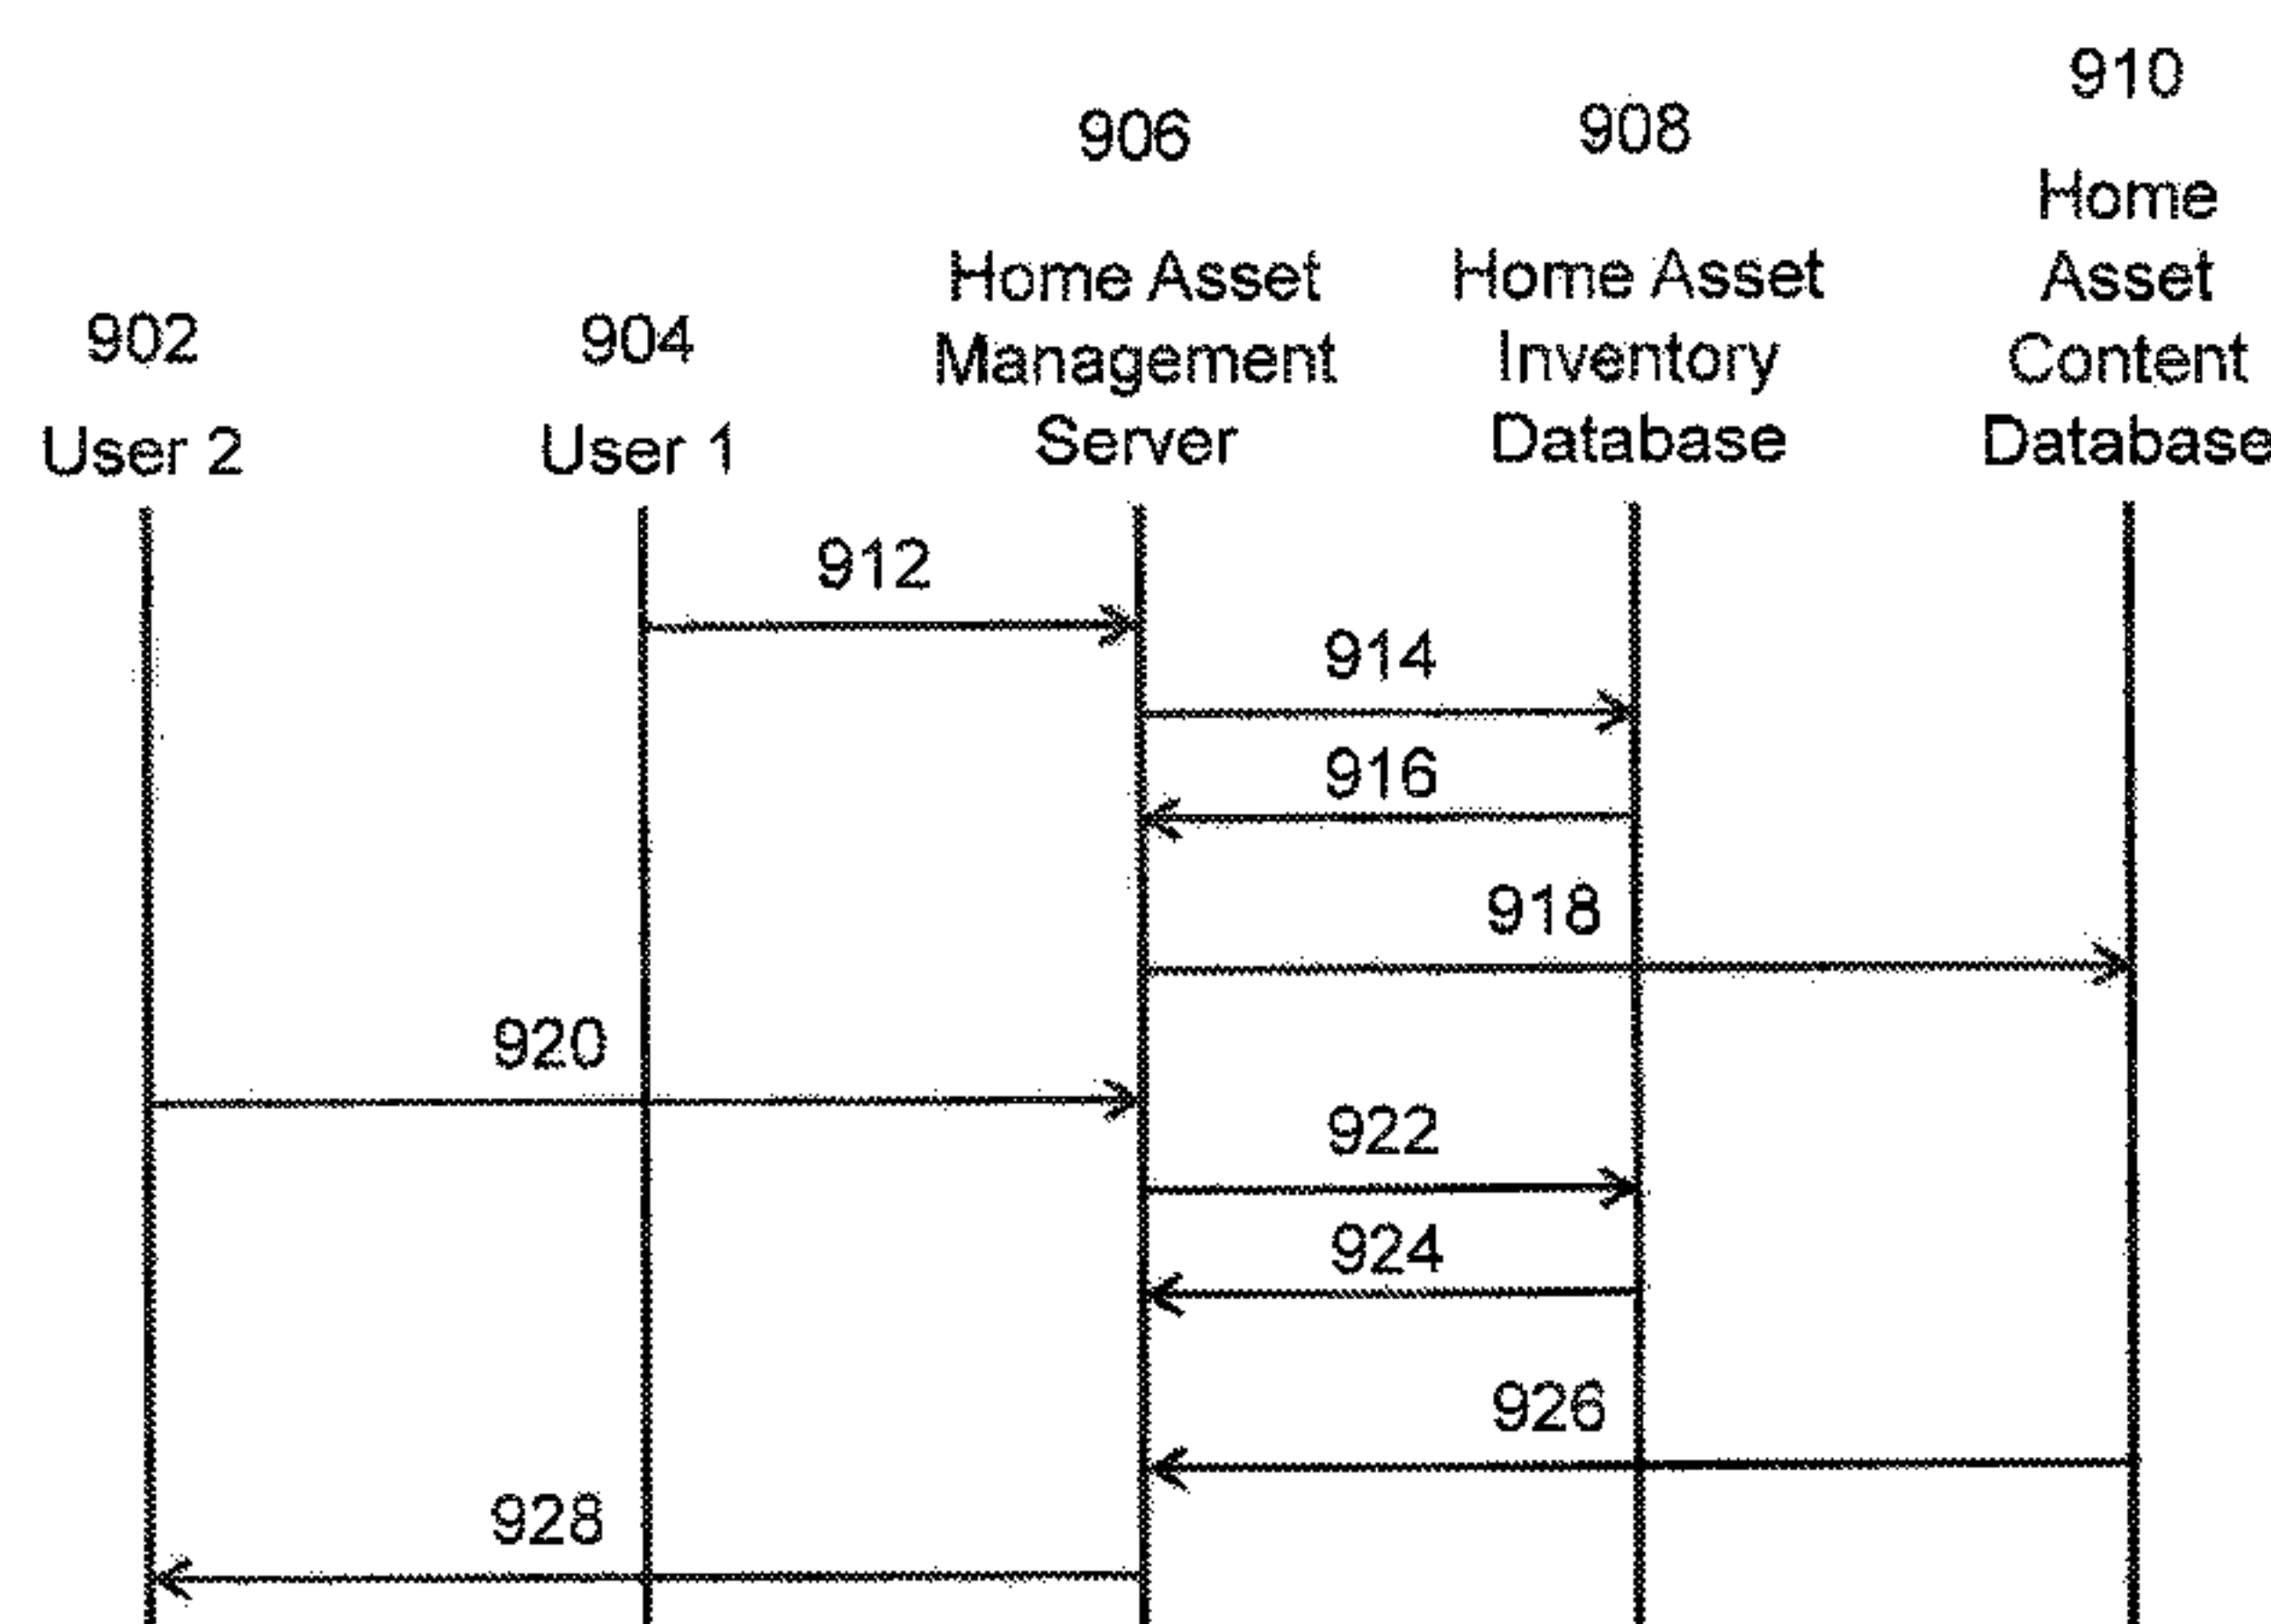 902
User 2
904
User 1
906
Home Asset
Management
Server
908
Home Asset
Inventory
Database
910
Home
Asset
Content
Database
912
914
916
918
920
922
924
926
928